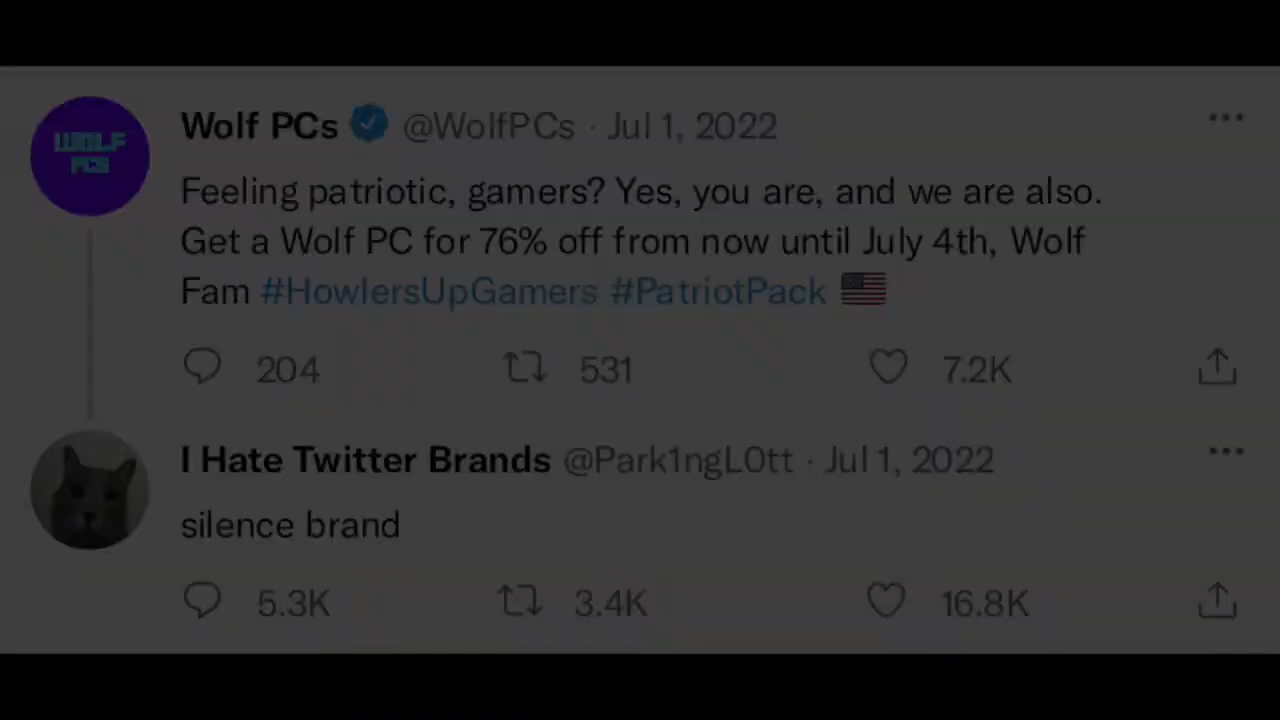 WOLF
PCS
Wolf PCs @WolfPCs · Jul 1, 2022
Feeling patriotic, gamers? Yes, you are, and we are also.
Get a Wolf PC for 76% off from now until July 4th, Wolf
Fam #HowlersUpGamers #PatriotPack 🇺🇸
204 531 7.2K
I Hate Twitter Brands @Park1ngL0tt · Jul 1, 2022
silence brand
5.3K 3.4K 16.8K